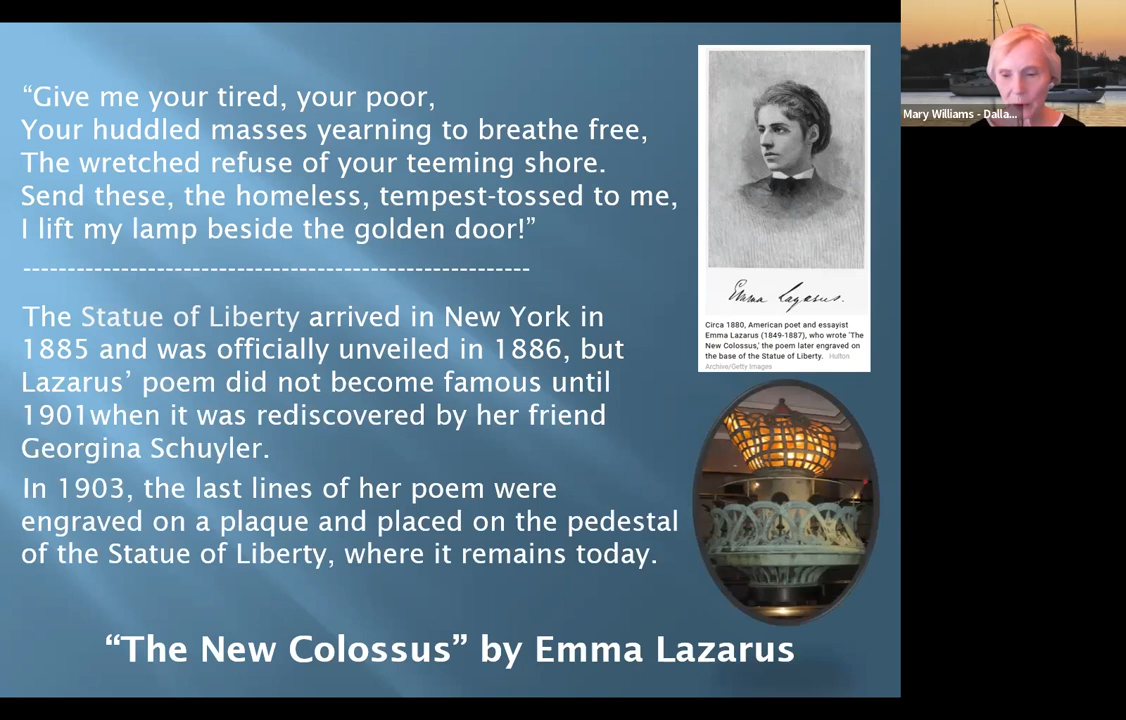 “Give me your tired, your poor,
Your huddled masses yearning to breathe free,
The wretched refuse of your teeming shore.
Send these, the homeless, tempest-tossed to me,
I lift my lamp beside the golden door!”
---------------------------------------------------------
The Statue of Liberty arrived in New York in
1885 and was officially unveiled in 1886, but
Lazarus’ poem did not become famous until
1901when it was rediscovered by her friend
Georgina Schuyler.
In 1903, the last lines of her poem were
engraved on a plaque and placed on the pedestal
of the Statue of Liberty, where it remains today.
“The New Colossus” by Emma Lazarus
Emma Lazarus.
Circa 1880, American poet and essayist
Emma Lazarus (1849-1887), who wrote 'The
New Colossus,' the poem later engraved on
the base of the Statue of Liberty. Hulton
Archive/Getty Images
Mary Williams - Dalla...